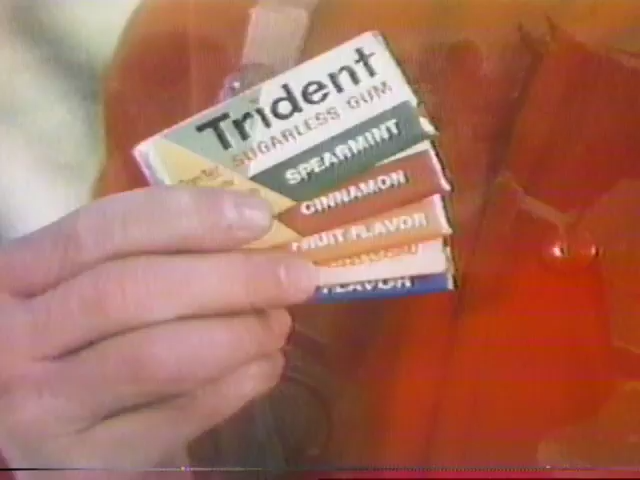 Trident
SUGARLESS GUM
SPEARMINT
CINNAMON
FRUIT FLAVOR
FLAVOR